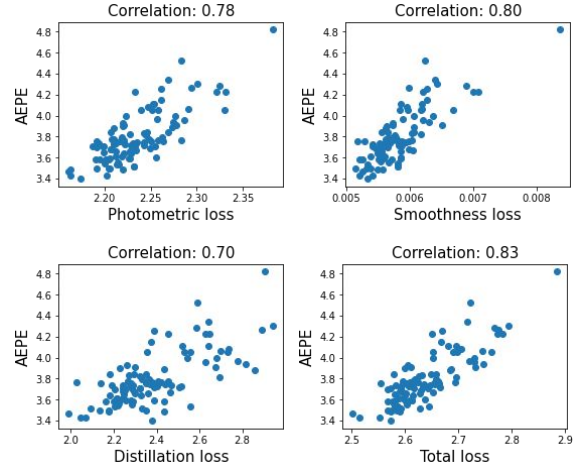 Correlation: 0.78
AEPE
4.8
4.6
4.4
4.2
4.0
3.8
3.6
3.4
2.20 2.25 2.30 2.35
Photometric loss
Correlation: 0.80
AEPE
4.8
4.6
4.4
4.2
4.0
3.8
3.6
3.4
0.005 0.006 0.007 0.008
Smoothness loss
Correlation: 0.70
AEPE
4.8
4.6
4.4
4.2
4.0
3.8
3.6
3.4
1.9 2.0 2.2 2.4 2.6 2.8
Distillation loss
Correlation: 0.83
AEPE
4.8
4.6
4.4
4.2
4.0
3.8
3.6
3.4
2.5 2.6 2.7 2.8 2.9
Total loss